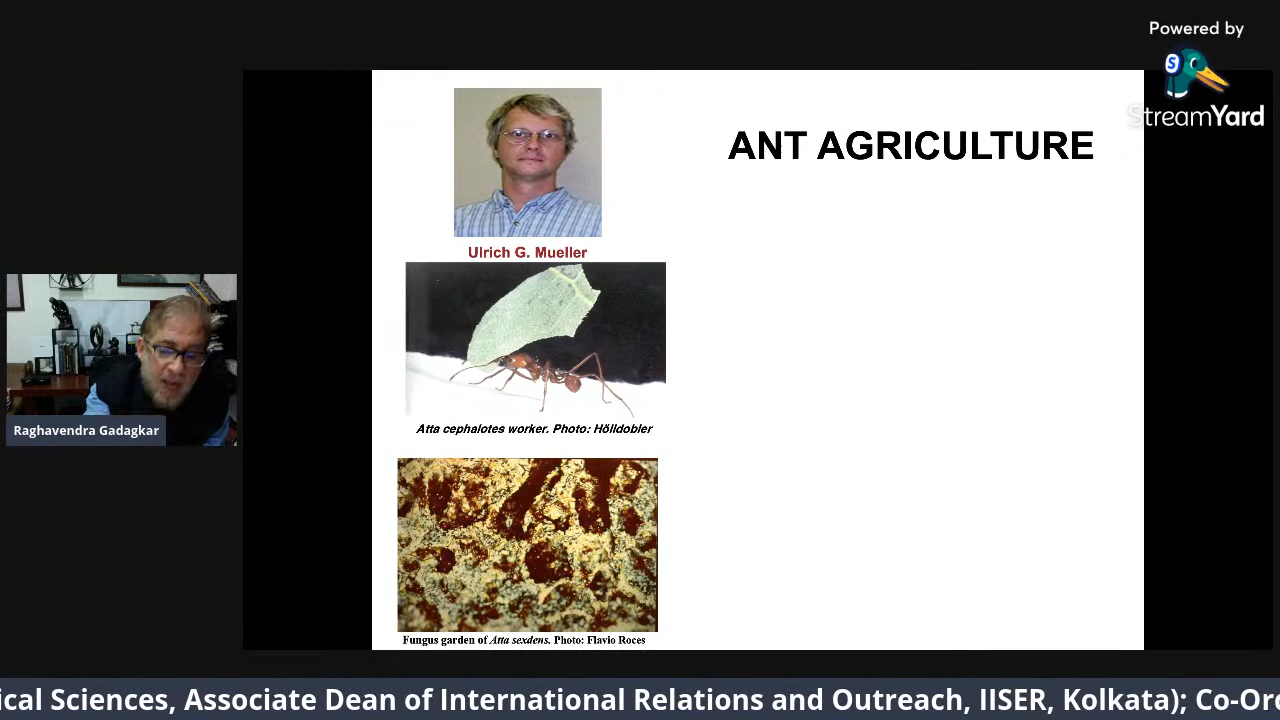 Powered by
StreamYard
ANT AGRICULTURE
Ulrich G. Mueller
Atta cephalotes worker. Photo: Hölldobler
Raghavendra Gadagkar
Fungus garden of Atta sexdens. Photo: Flavio Roces
ical Sciences, Associate Dean of International Relations and Outreach, IISER, Kolkata); Co-Or